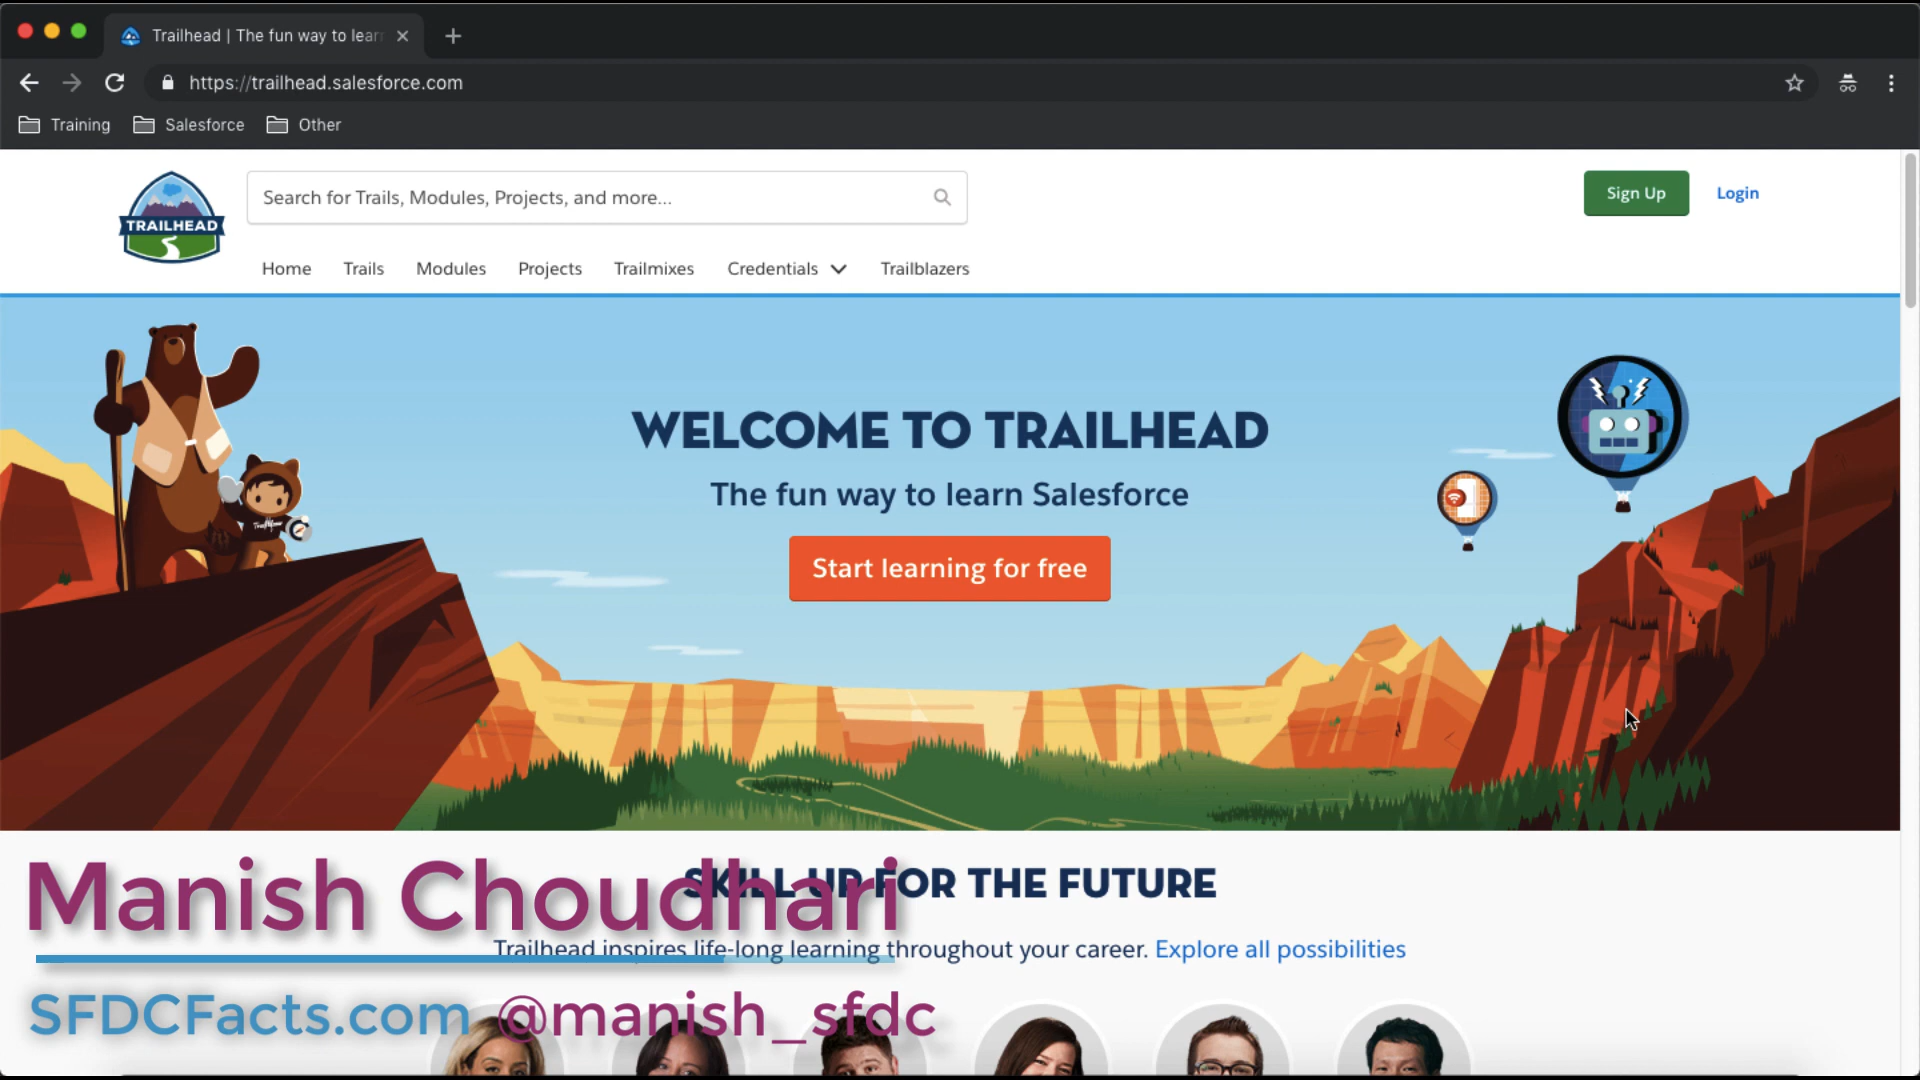 Trailhead | The fun way to lear
https://trailhead.salesforce.com
Training Salesforce Other
TRAILHEAD
Search for Trails, Modules, Projects, and more...
Sign Up Login
Home Trails Modules Projects Trailmixes Credentials Trailblazers
WELCOME TO TRAILHEAD
The fun way to learn Salesforce
Start learning for free
SKILL UP FOR THE FUTURE
Manish Choudhari
Trailhead inspires life-long learning throughout your career. Explore all possibilities
SFDCFacts.com @manish_sfdc